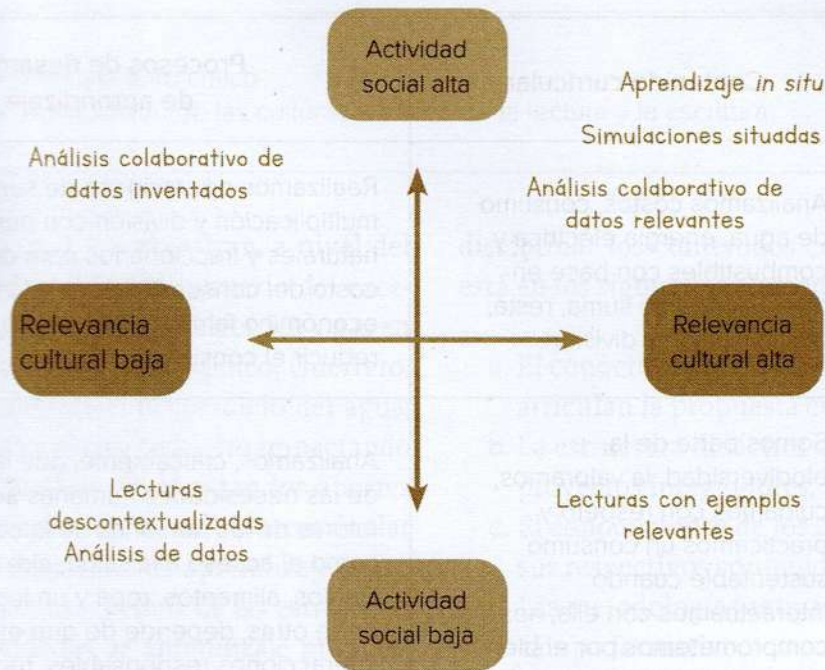 Actividad
social alta
Aprendizaje in situ
Simulaciones situadas
Análisis colaborativo de
datos inventados
Análisis colaborativo de
datos relevantes
Relevancia
cultural baja
Relevancia
cultural alta
Lecturas
descontextualizadas
Análisis de datos
Lecturas con ejemplos
relevantes
Actividad
social baja